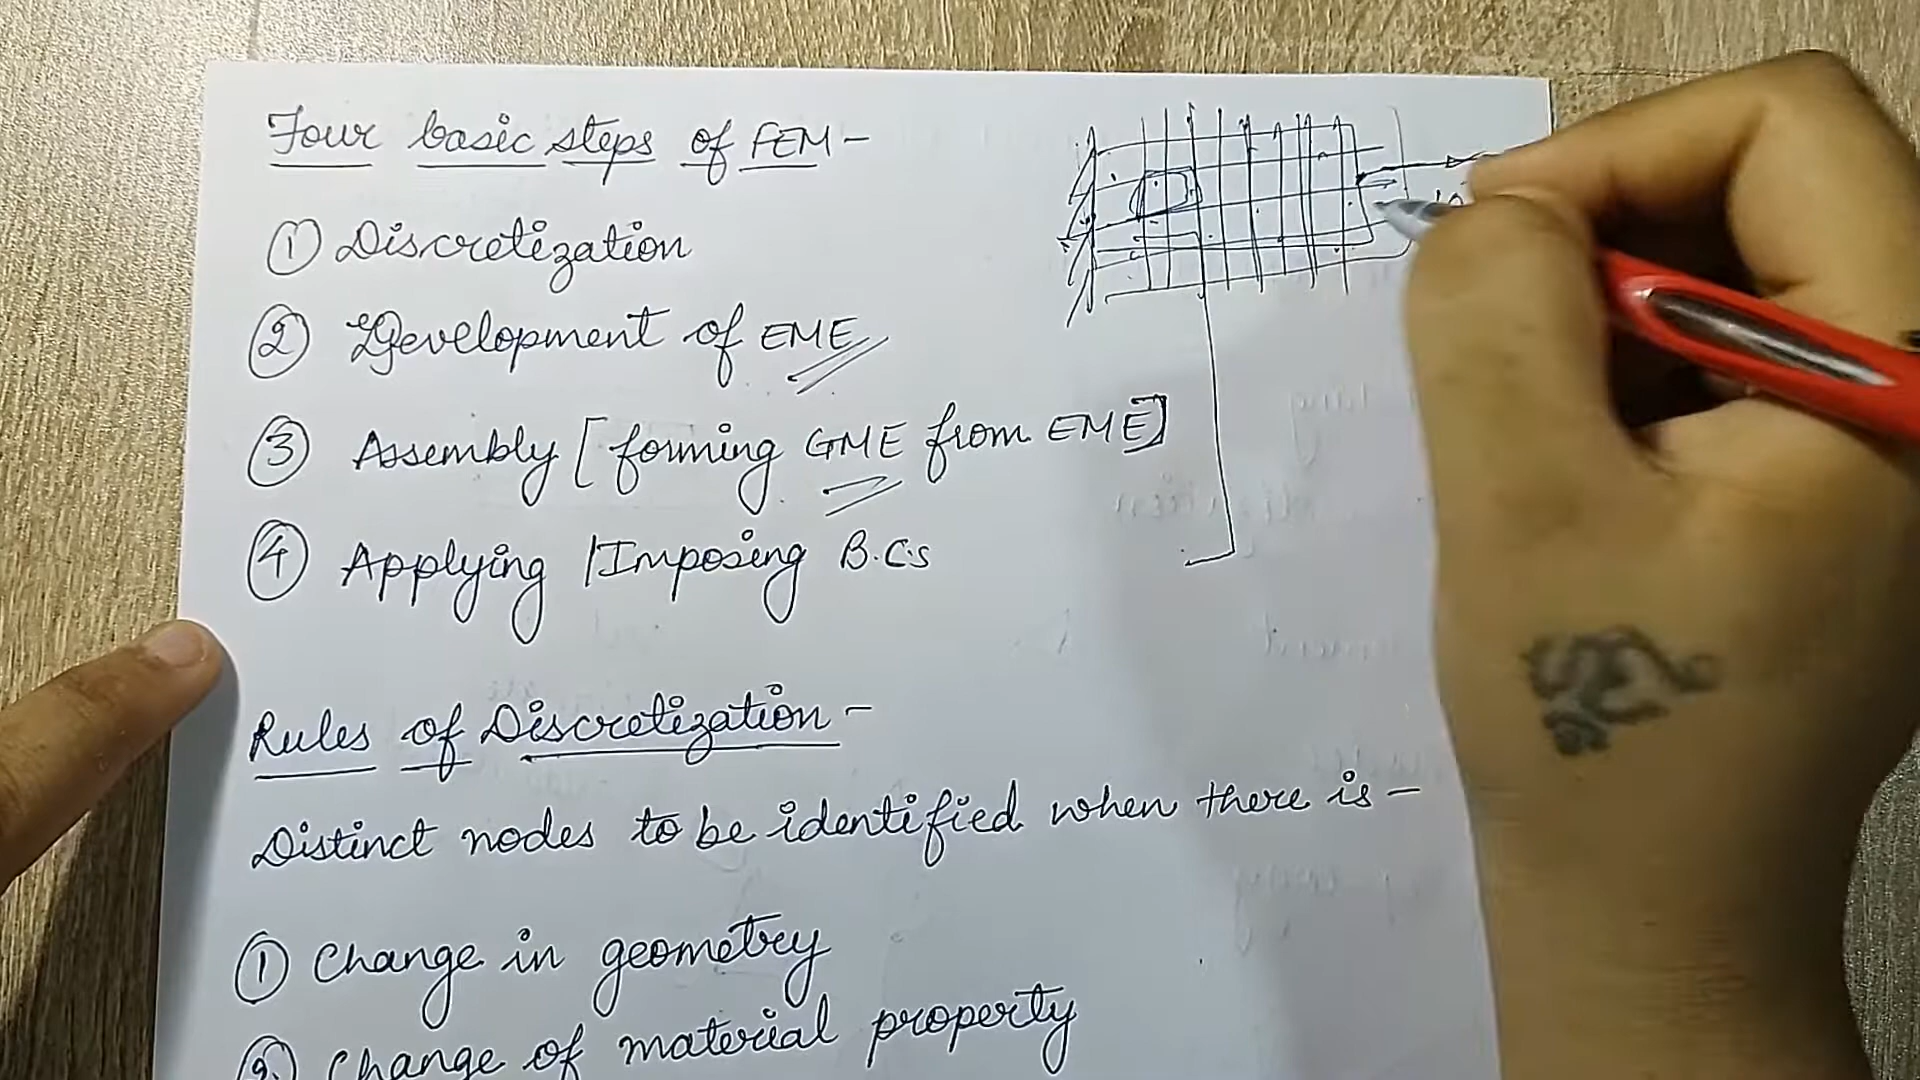 Four basic steps of FEM -
① Discretization
② Development of EME
③ Assembly [forming GME from EME]
④ Applying / Imposing B.C.s
Rules of Discretization -
Distinct nodes to be identified when there is -
① Change in geometry
② Change of material property